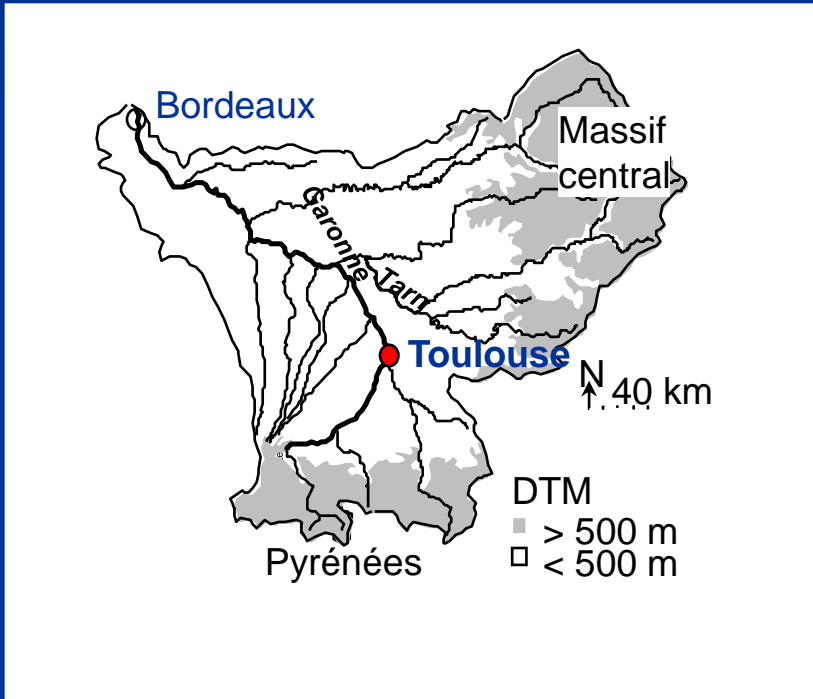 Bordeaux
Massif
central
Garonne
Tarn
Toulouse
N
40 km
DTM
> 500 m
< 500 m
Pyrénées